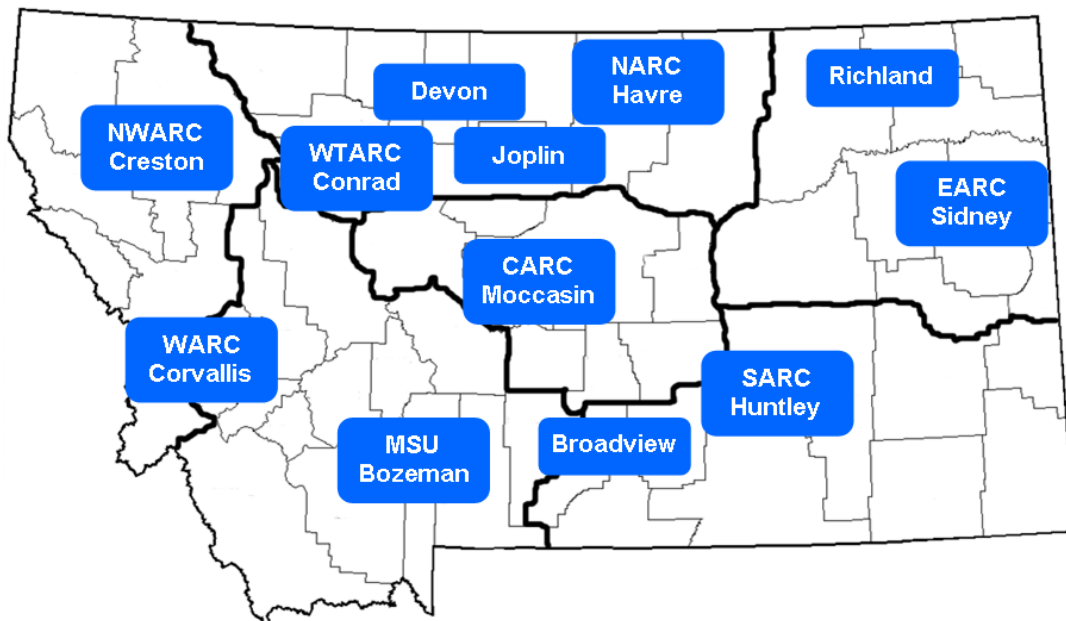 NARC
Havre
Richland
Devon
NWARC
Creston
WTARC
Conrad
Joplin
EARC
Sidney
CARC
Moccasin
WARC
Corvallis
SARC
Huntley
MSU
Bozeman
Broadview